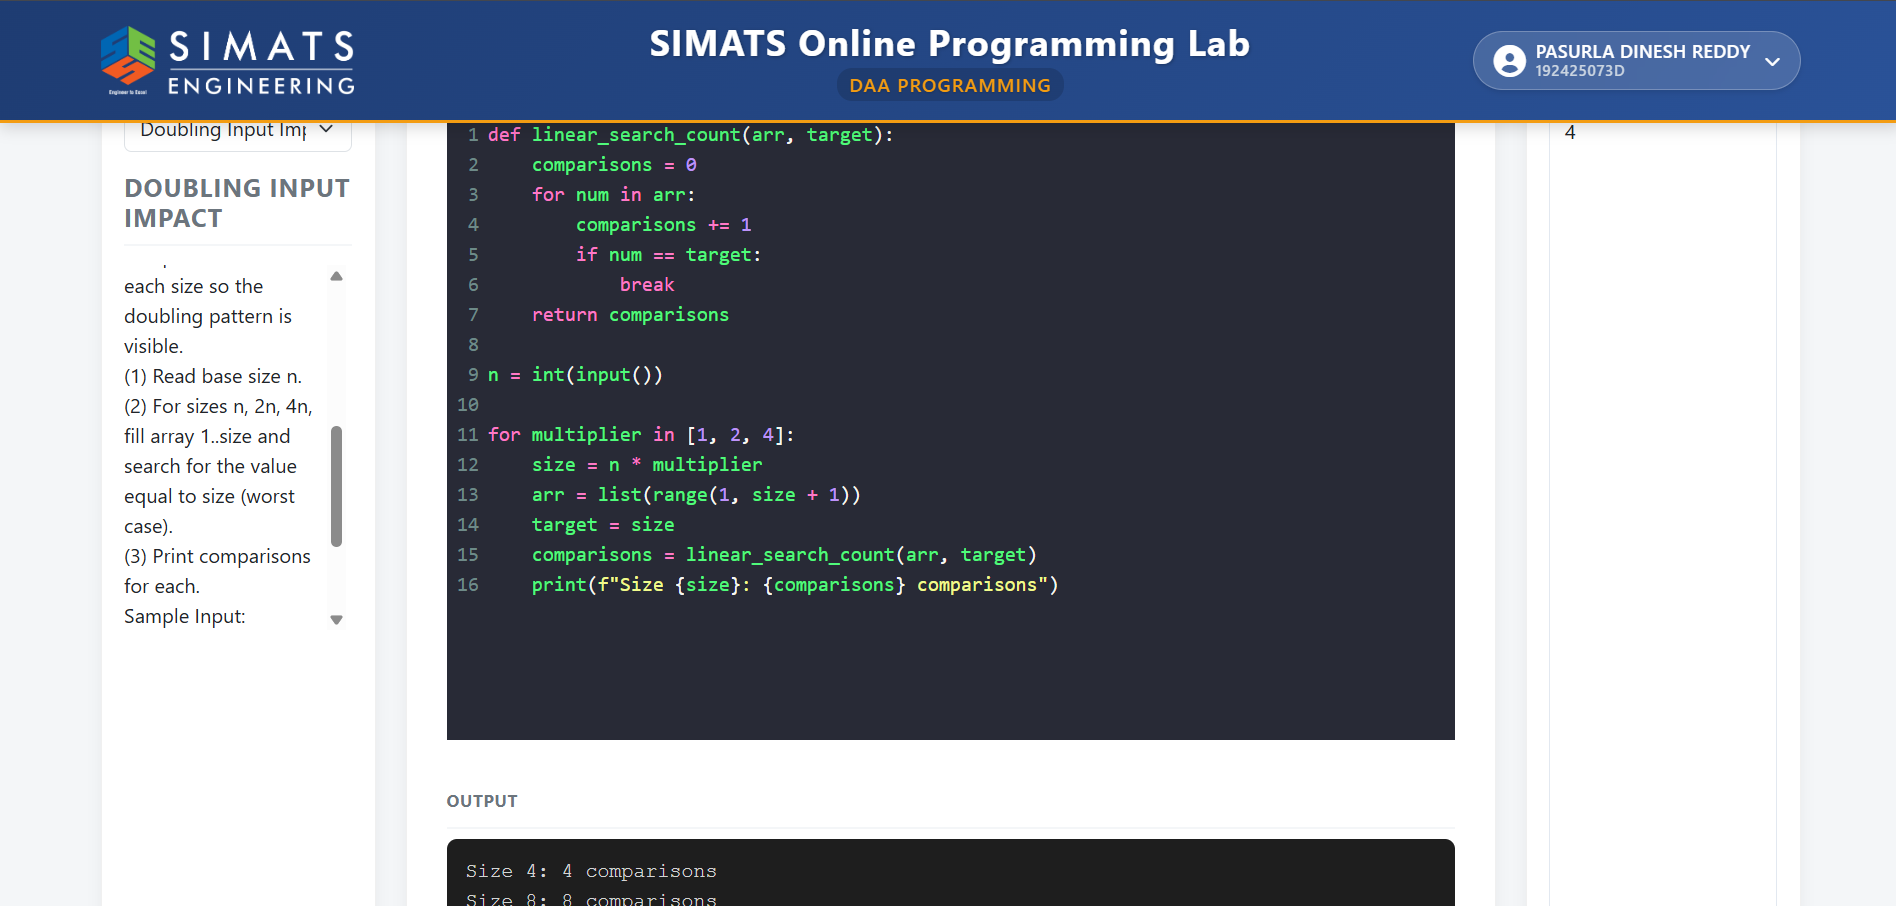 SIMATS
ENGINEERING
Engineer to Excel
SIMATS Online Programming Lab
DAA PROGRAMMING
PASURLA DINESH REDDY
192425073D
Doubling Input Imp
DOUBLING INPUT
IMPACT
each size so the
doubling pattern is
visible.
(1) Read base size n.
(2) For sizes n, 2n, 4n,
fill array 1..size and
search for the value
equal to size (worst
case).
(3) Print comparisons
for each.
Sample Input:
1 def linear_search_count(arr, target):
2     comparisons = 0
3     for num in arr:
4         comparisons += 1
5         if num == target:
6             break
7     return comparisons
8
9 n = int(input())
10
11 for multiplier in [1, 2, 4]:
12     size = n * multiplier
13     arr = list(range(1, size + 1))
14     target = size
15     comparisons = linear_search_count(arr, target)
16     print(f"Size {size}: {comparisons} comparisons")
OUTPUT
Size 4: 4 comparisons
Size 8: 8 comparisons
4